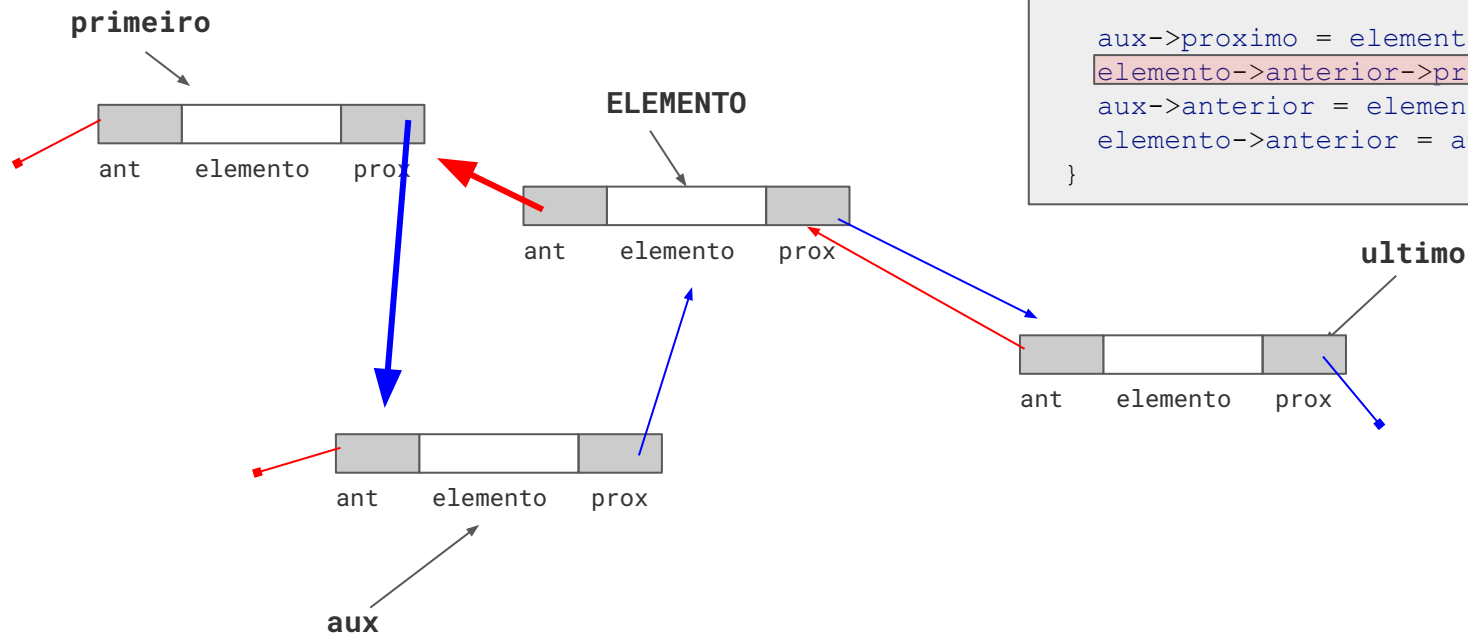 primeiro
aux->proximo = element
elemento->anterior->pr
aux->anterior = elemen
elemento->anterior = a
}
ELEMENTO
ant elemento prox
ant elemento prox
ultimo
ant elemento prox
ant elemento prox
aux